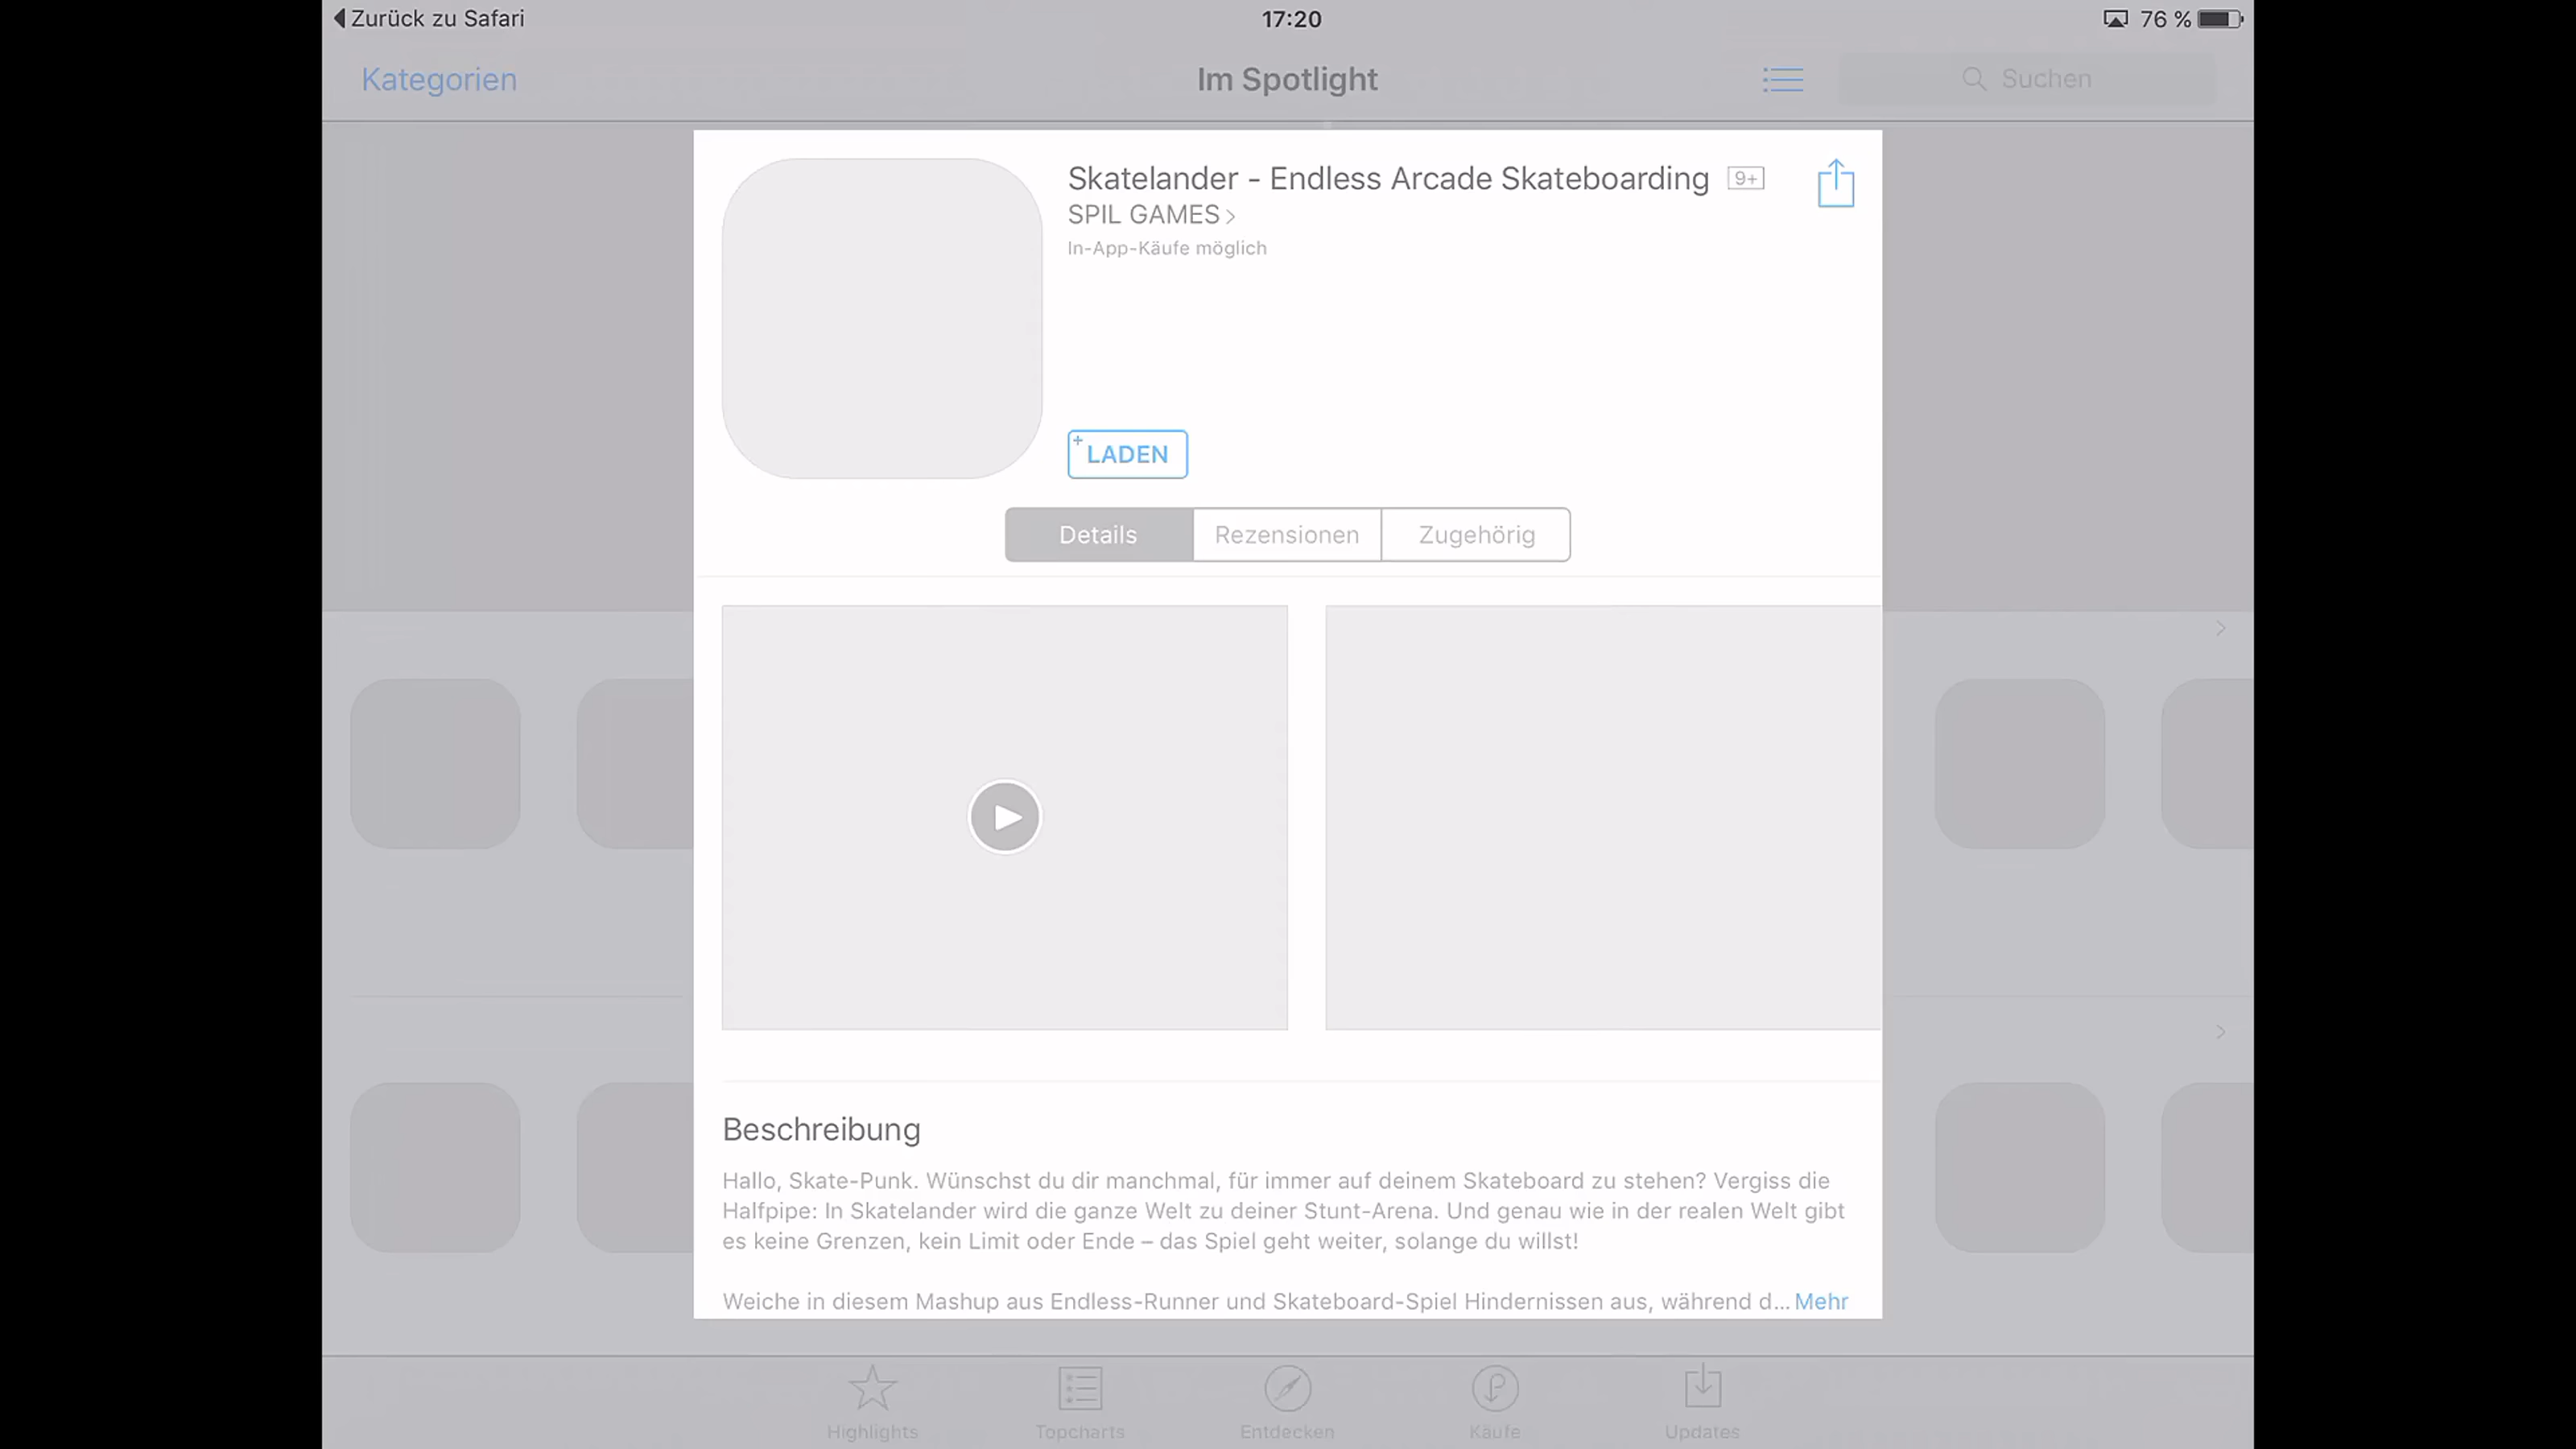 Zurück zu Safari
17:20
76 %
Kategorien
Im Spotlight
Suchen
Skatelander - Endless Arcade Skateboarding 9+
SPIL GAMES
In-App-Käufe möglich
+ LADEN
Details
Rezensionen
Zugehörig
Beschreibung
Hallo, Skate-Punk. Wünschst du dir manchmal, für immer auf deinem Skateboard zu stehen? Vergiss die
Halfpipe: In Skatelander wird die ganze Welt zu deiner Stunt-Arena. Und genau wie in der realen Welt gibt
es keine Grenzen, kein Limit oder Ende – das Spiel geht weiter, solange du willst!
Weiche in diesem Mashup aus Endless-Runner und Skateboard-Spiel Hindernissen aus, während d... Mehr
Highlights
Topcharts
Entdecken
Käufe
Updates